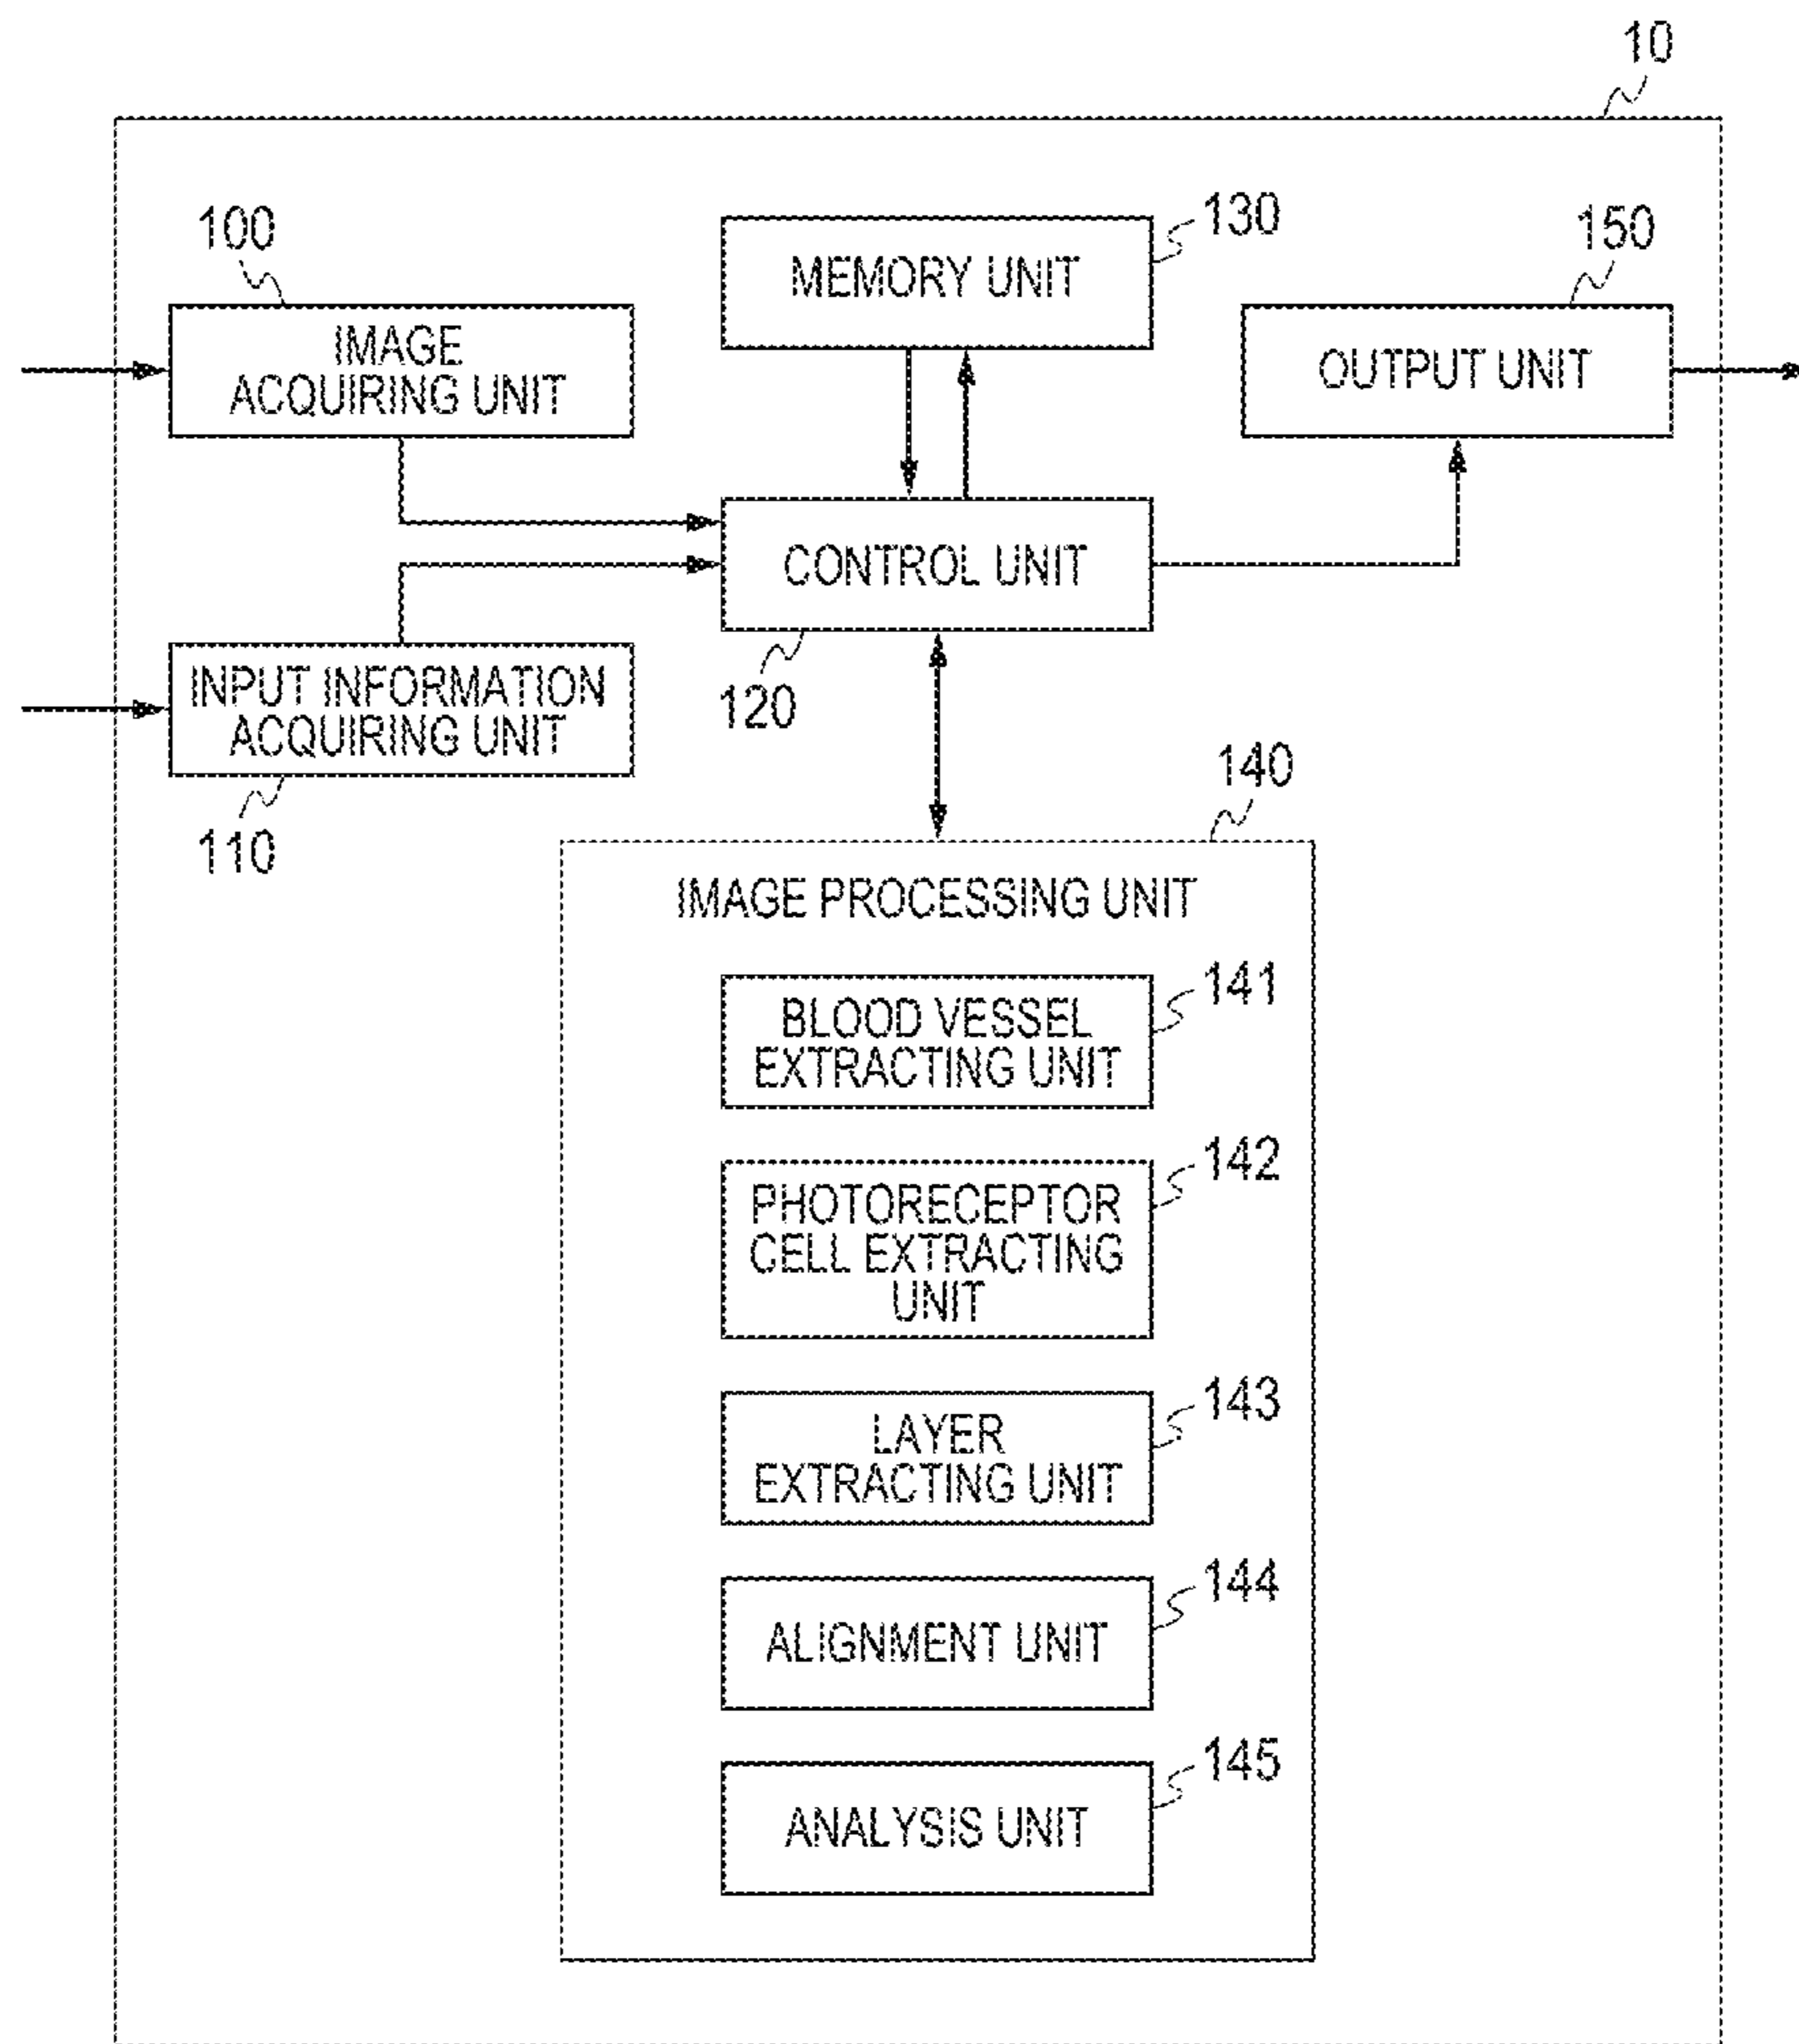 10
100
IMAGE
ACQUIRING UNIT
130
MEMORY UNIT
150
OUTPUT UNIT
CONTROL UNIT
120
INPUT INFORMATION
ACQUIRING UNIT
110
140
IMAGE PROCESSING UNIT
141
BLOOD VESSEL
EXTRACTING UNIT
142
PHOTORECEPTOR
CELL EXTRACTING
UNIT
143
LAYER
EXTRACTING UNIT
144
ALIGNMENT UNIT
145
ANALYSIS UNIT